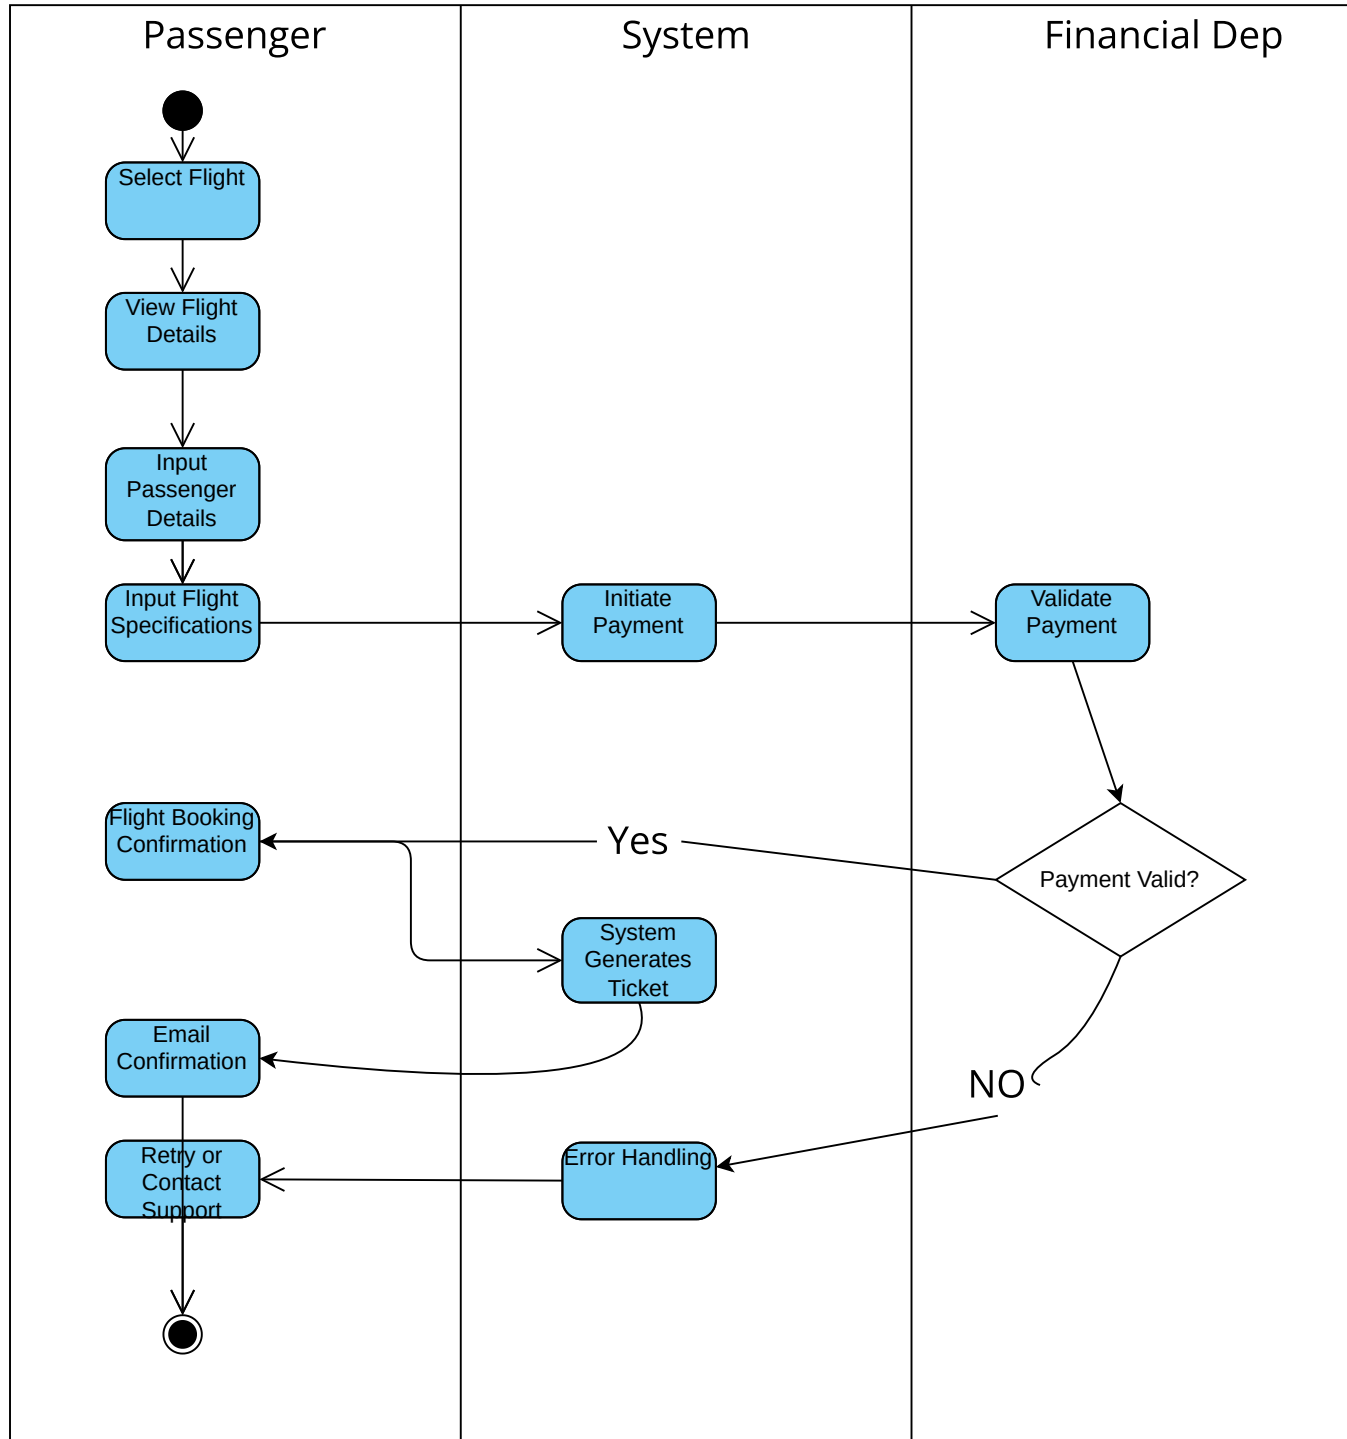 Passenger
System
Financial Dep
Select Flight
View Flight
Details
Input
Passenger
Details
Input Flight
Specifications
Initiate
Payment
Validate
Payment
Flight Booking
Confirmation
Yes
Payment Valid?
System
Generates
Ticket
Email
Confirmation
NO
Retry or
Contact
Support
Error Handling